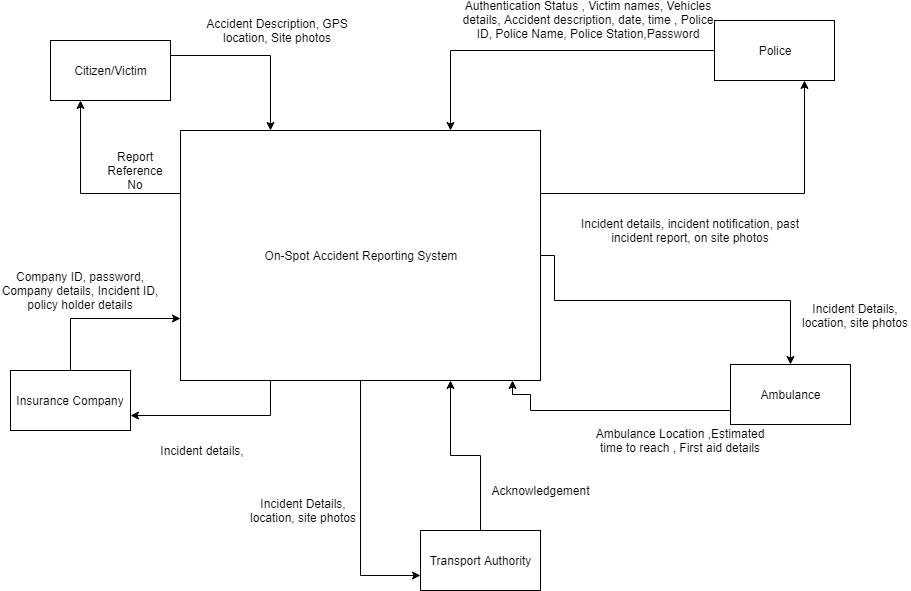 Authentication Status , Victim names, Vehicles
details, Accident description, date, time , Police
ID, Police Name, Police Station,Password
Accident Description, GPS
location, Site photos
Citizen/Victim
Police
Report
Reference
No
Incident details, incident notification, past
incident report, on site photos
On-Spot Accident Reporting System
Company ID, password,
Company details, Incident ID,
policy holder details
Incident Details,
location, site photos
Insurance Company
Ambulance
Ambulance Location ,Estimated
time to reach , First aid details
Incident details,
Incident Details,
location, site photos
Acknowledgement
Transport Authority